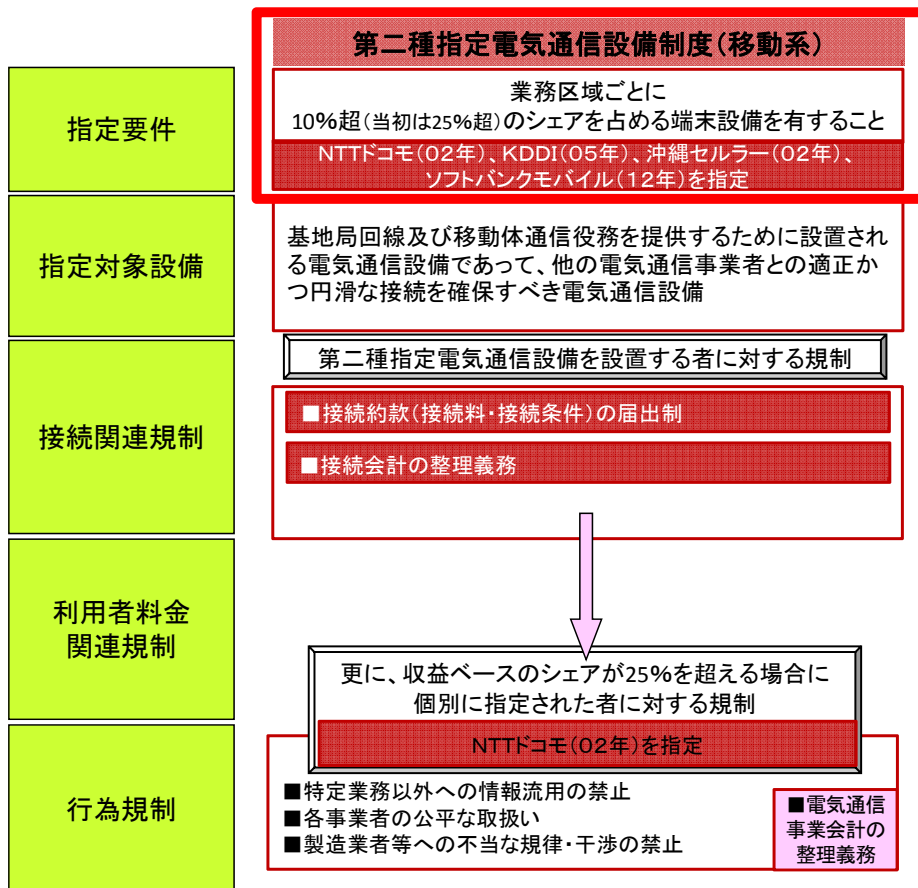 第二種指定電気通信設備制度(移動系)
指定要件
業務区域ごとに
10%超(当初は25%超)のシェアを占める端末設備を有すること
NTTドコモ(02年)、KDDI(05年)、沖縄セルラー(02年)、
ソフトバンクモバイル(12年)を指定
指定対象設備
基地局回線及び移動体通信役務を提供するために設置され
る電気通信設備であって、他の電気通信事業者との適正か
つ円滑な接続を確保すべき電気通信設備
第二種指定電気通信設備を設置する者に対する規制
接続関連規制
■接続約款(接続料・接続条件)の届出制
■接続会計の整理義務
利用者料金
関連規制
更に、収益ベースのシェアが25%を超える場合に
個別に指定された者に対する規制
NTTドコモ(02年)を指定
行為規制
■特定業務以外への情報流用の禁止
■各事業者の公平な取扱い
■製造業者等への不当な規律・干渉の禁止
■電気通信
事業会計の
整理義務